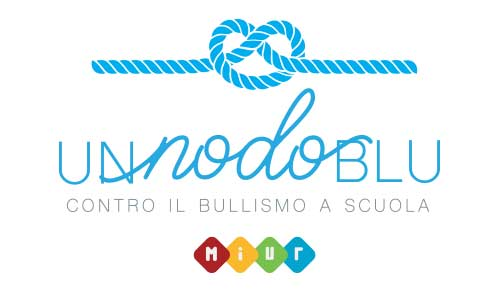 UN nodo BLU
CONTRO IL BULLISMO A SCUOLA
MIUr